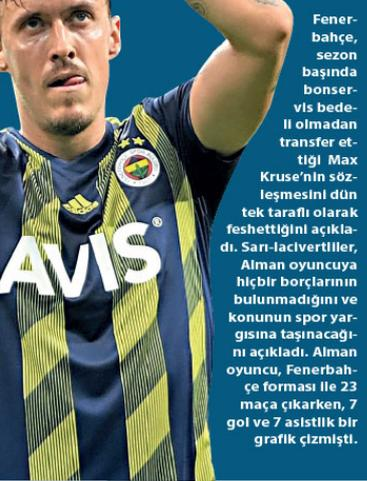 Fener-
bahçe,
sezon
başında
bonser-
vis bede-
li olmadan
transfer et-
tiği Max
Kruse'nin söz-
leşmesini dün
tek taraflı olarak
feshettiğini açıkla-
dı. Sarı-lacivertliler,
Alman oyuncuya
hiçbir borçlarının
bulunmadığını ve
konunun spor yar-
gısına taşınacağı-
nı açıkladı. Alman
oyuncu, Fenerbah-
çe forması ile 23
maça çıkarken, 7
gol ve 7 asistlik bir
grafik çizmişti.
adidas
AVIS®